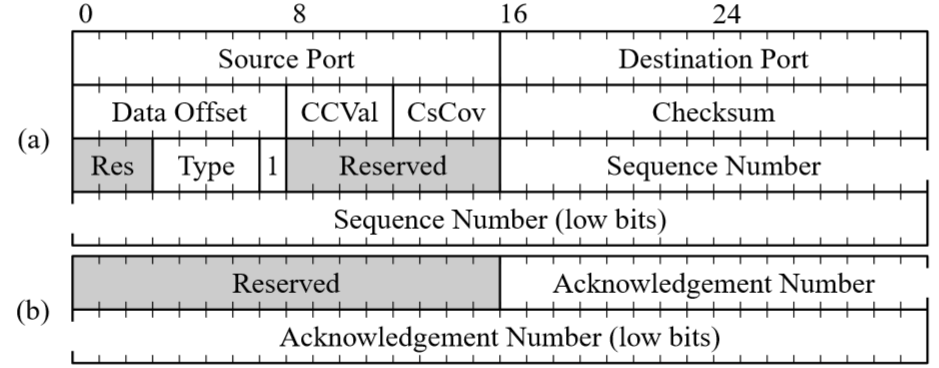 0 8 16 24
Source Port Destination Port
Data Offset CCVal CsCov Checksum
(a)
Res Type 1 Reserved Sequence Number
Sequence Number (low bits)
Reserved Acknowledgement Number
(b)
Acknowledgement Number (low bits)